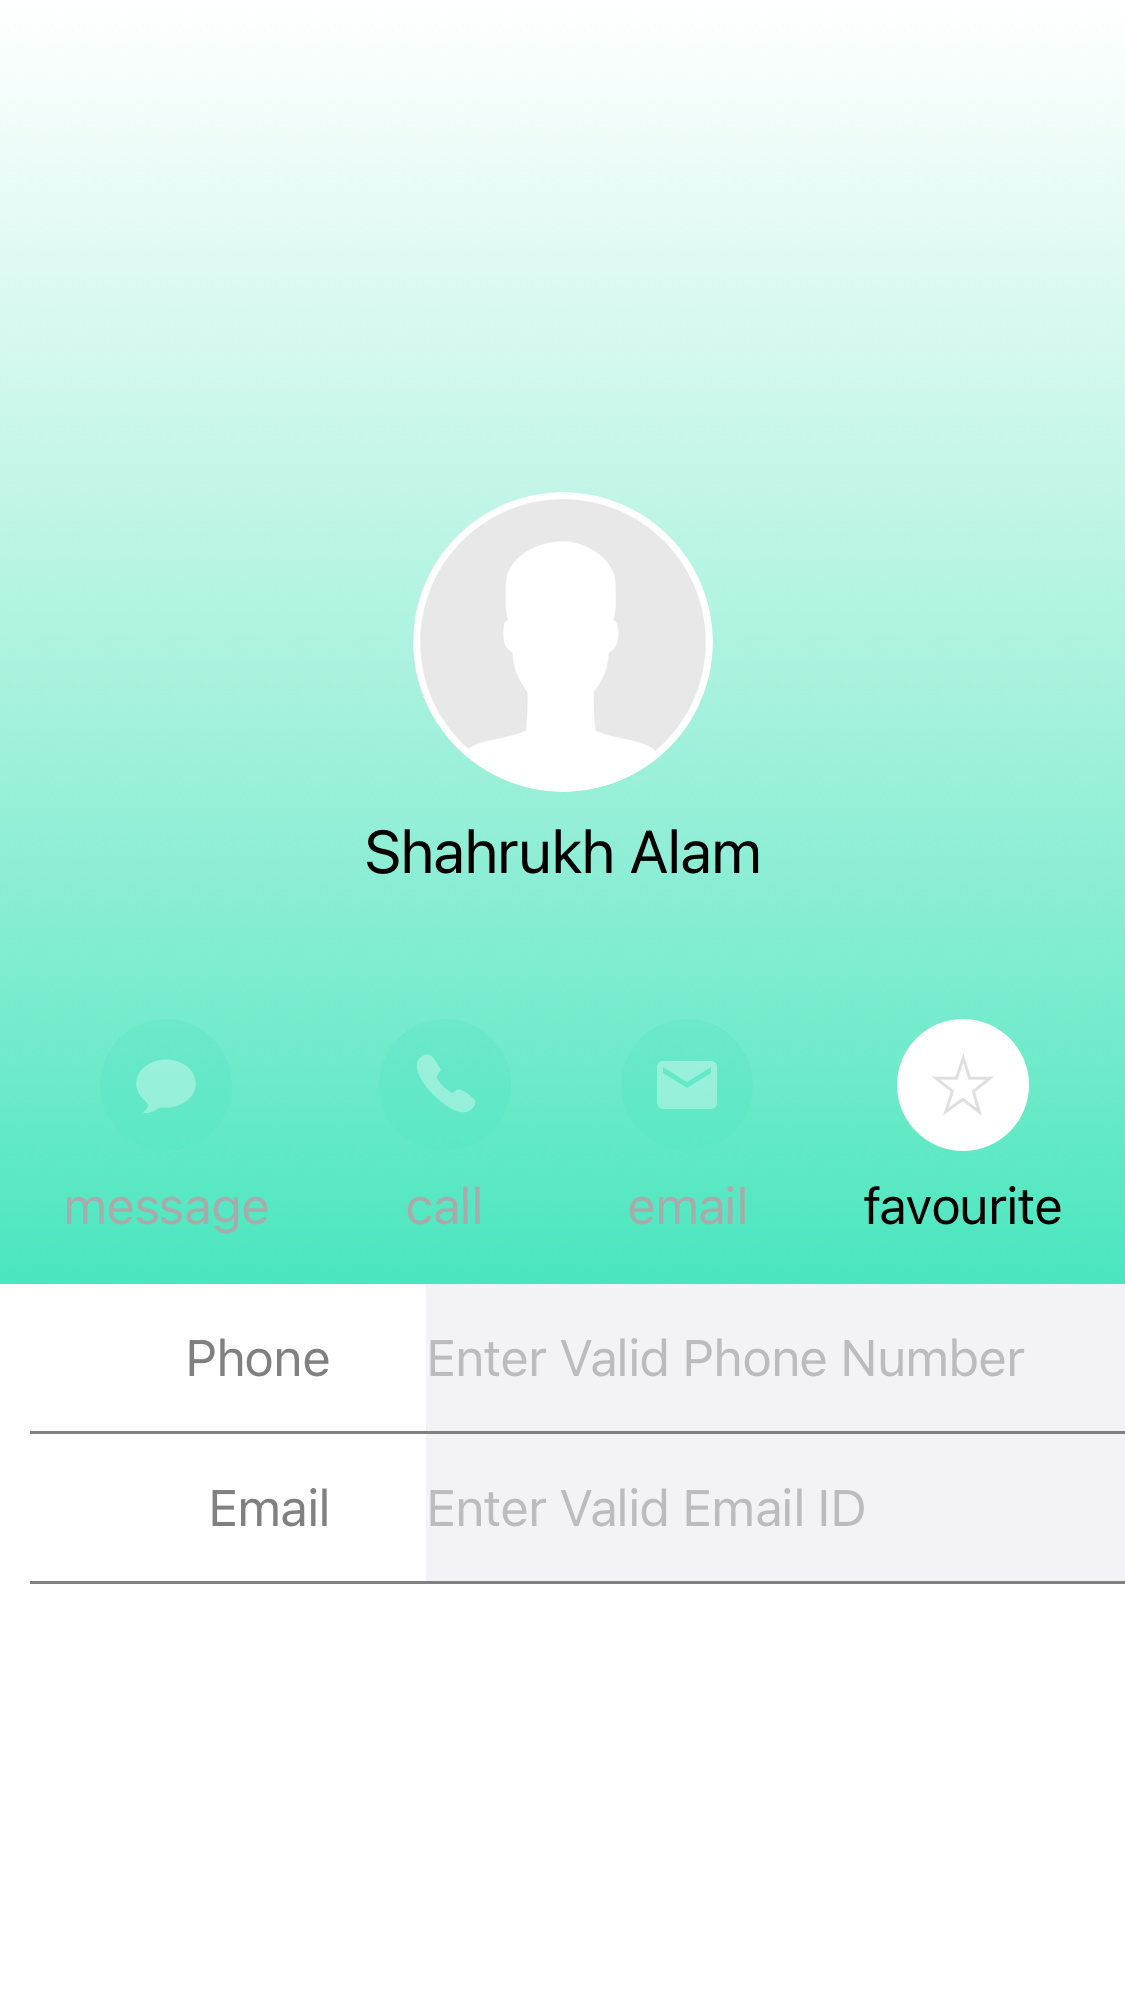 Shahrukh Alam
message call email favourite
Phone Enter Valid Phone Number
Email Enter Valid Email ID